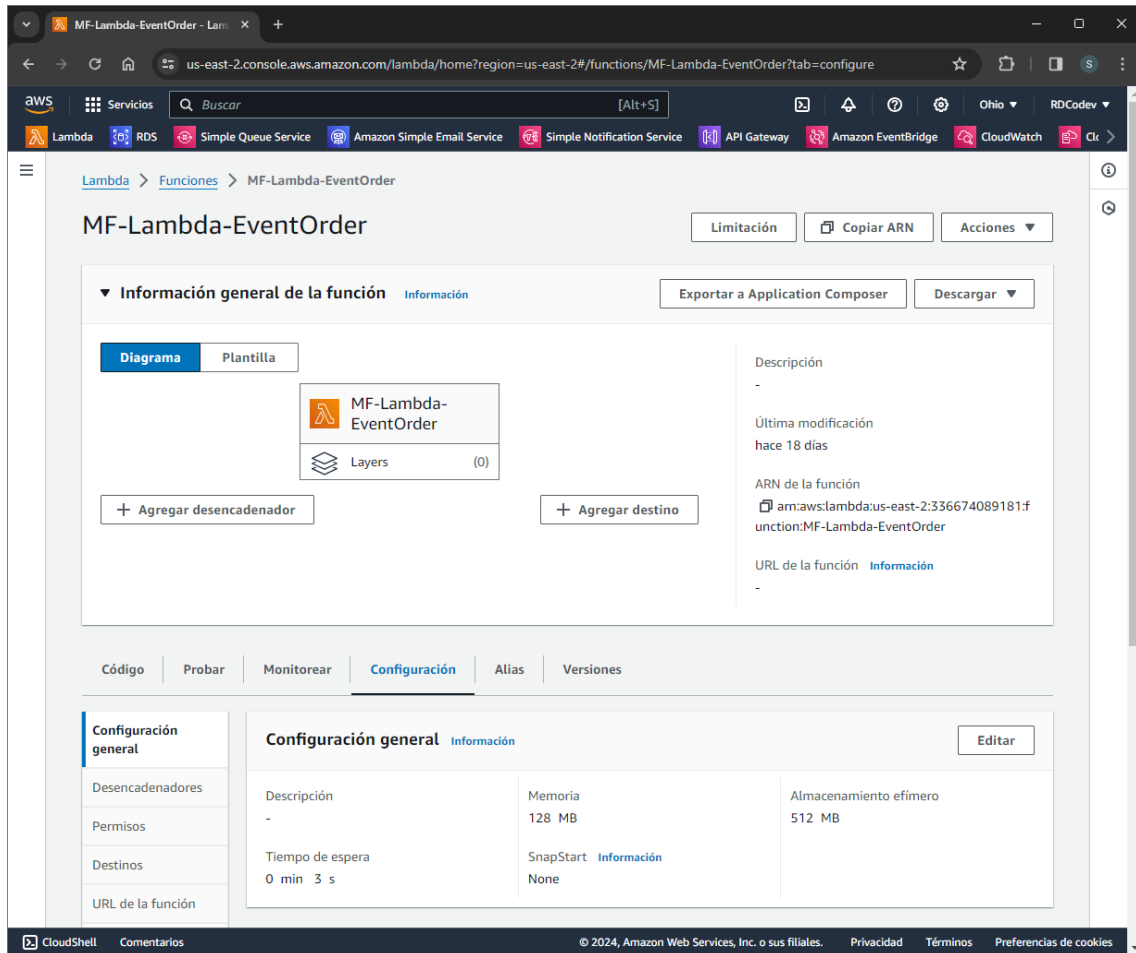 MF-Lambda-EventOrder - Lam
us-east-2.console.aws.amazon.com/lambda/home?region=us-east-2#/functions/MF-Lambda-EventOrder?tab=configure
S
aws
Servicios
Buscar
[Alt+S]
Ohio ▼
RDCodev ▼
Lambda
RDS
Simple Queue Service
Amazon Simple Email Service
Simple Notification Service
API Gateway
Amazon EventBridge
CloudWatch
Lambda > Funciones > MF-Lambda-EventOrder
MF-Lambda-EventOrder
Limitación
Copiar ARN
Acciones ▼
▼ Información general de la función Información
Exportar a Application Composer
Descargar ▼
Diagrama
Plantilla
MF-Lambda-
EventOrder
Layers (0)
+ Agregar desencadenador
+ Agregar destino
Descripción
-
Última modificación
hace 18 días
ARN de la función
arn:aws:lambda:us-east-2:336674089181:f
unction:MF-Lambda-EventOrder
URL de la función Información
-
Código
Probar
Monitorear
Configuración
Alias
Versiones
Configuración
general
Desencadenadores
Permisos
Destinos
URL de la función
Configuración general Información
Editar
Descripción
-
Memoria
128 MB
Almacenamiento efímero
512 MB
Tiempo de espera
0 min 3 s
SnapStart Información
None
CloudShell
Comentarios
© 2024, Amazon Web Services, Inc. o sus filiales.
Privacidad
Términos
Preferencias de cookies